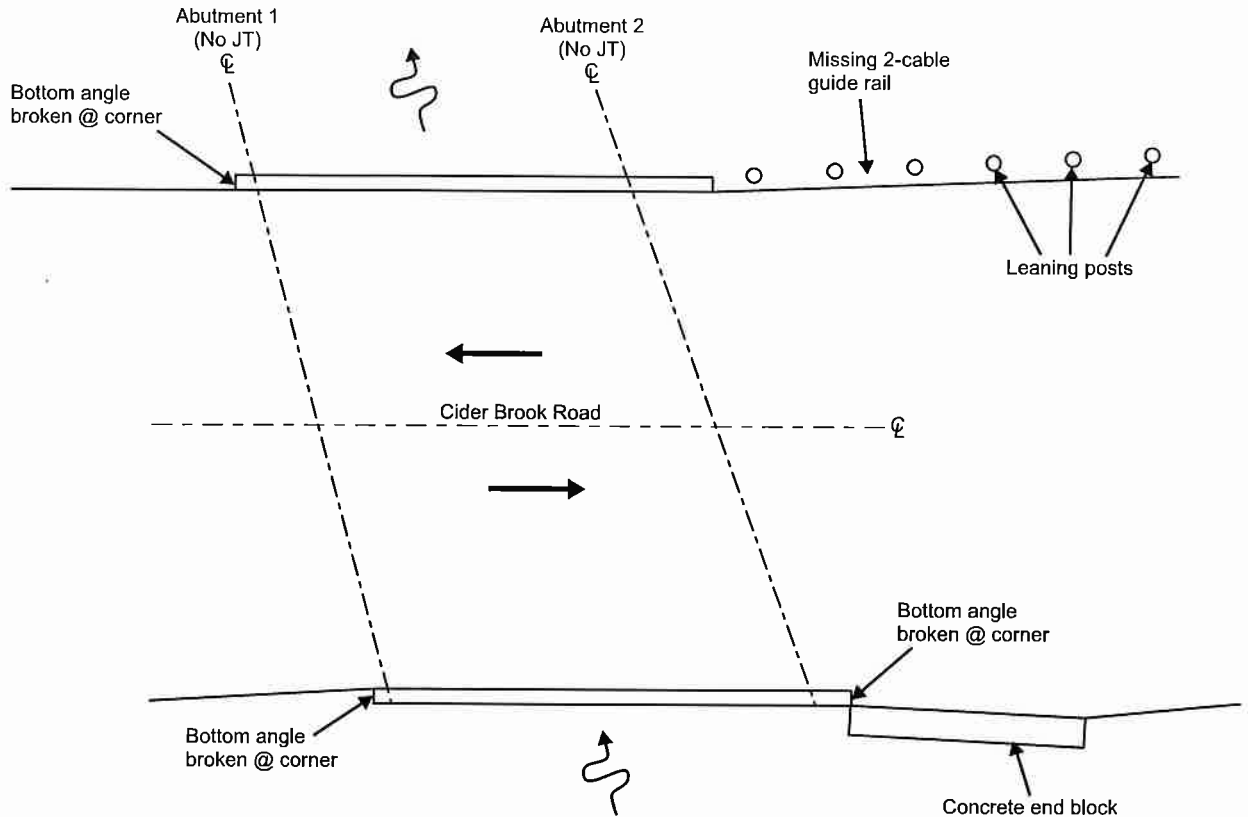 Abutment 1
(No JT)
℄
Abutment 2
(No JT)
℄
Missing 2-cable
guide rail
Bottom angle
broken @ corner
Leaning posts
Cider Brook Road
℄
Bottom angle
broken @ corner
Bottom angle
broken @ corner
Concrete end block